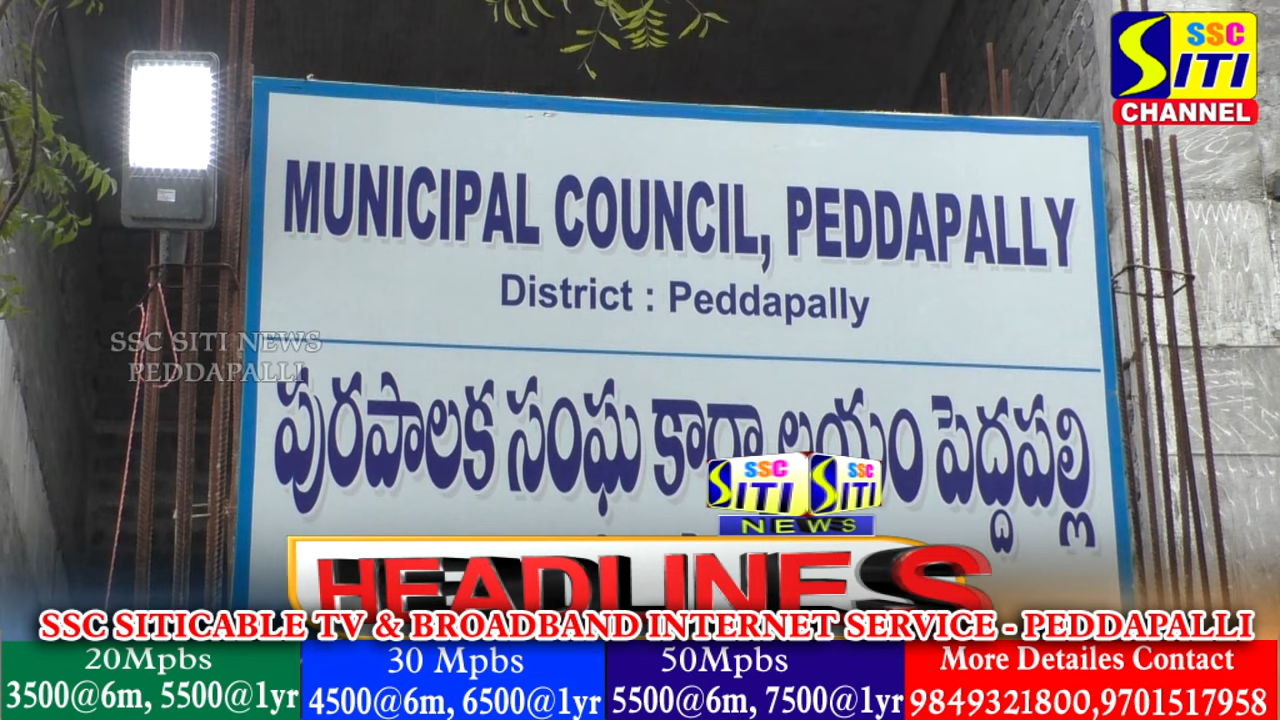 SSC
SITI
CHANNEL
MUNICIPAL COUNCIL, PEDDAPALLY
District : Peddapally
SSC SITI NEWS
PEDDAPALLI
పురపాలక సంఘ పెద్దపల్లి
SSC SSC
SITI SITI
NEWS
HEADLINES
SSC SITICABLE TV & BROADBAND INTERNET SERVICE - PEDDAPALLI
20Mpbs 30 Mpbs 50Mpbs More Detailes Contact
3500@6m, 5500@1yr 4500@6m, 6500@1yr 5500@6m, 7500@1yr 9849321800,9701517958